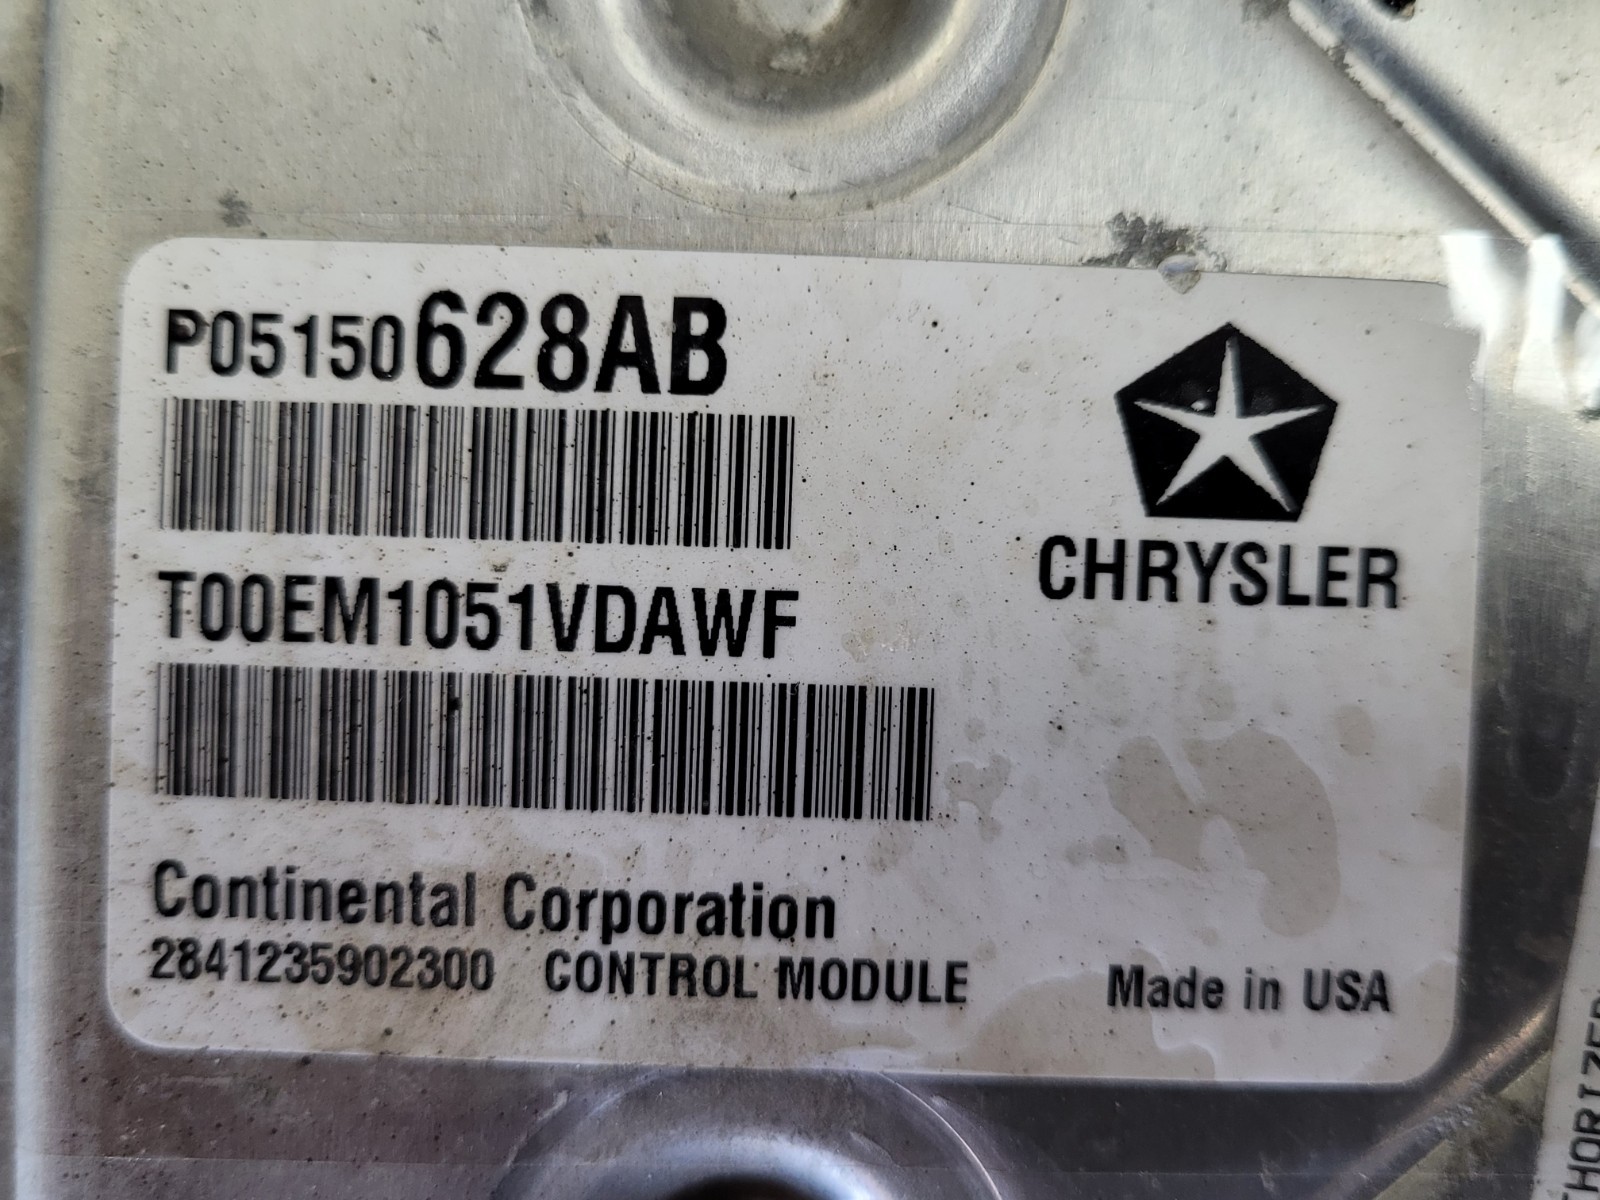 P05150628AB
CHRYSLER
T00EM1051VDAWF
Continental Corporation
2841235902300 CONTROL MODULE
Made in USA